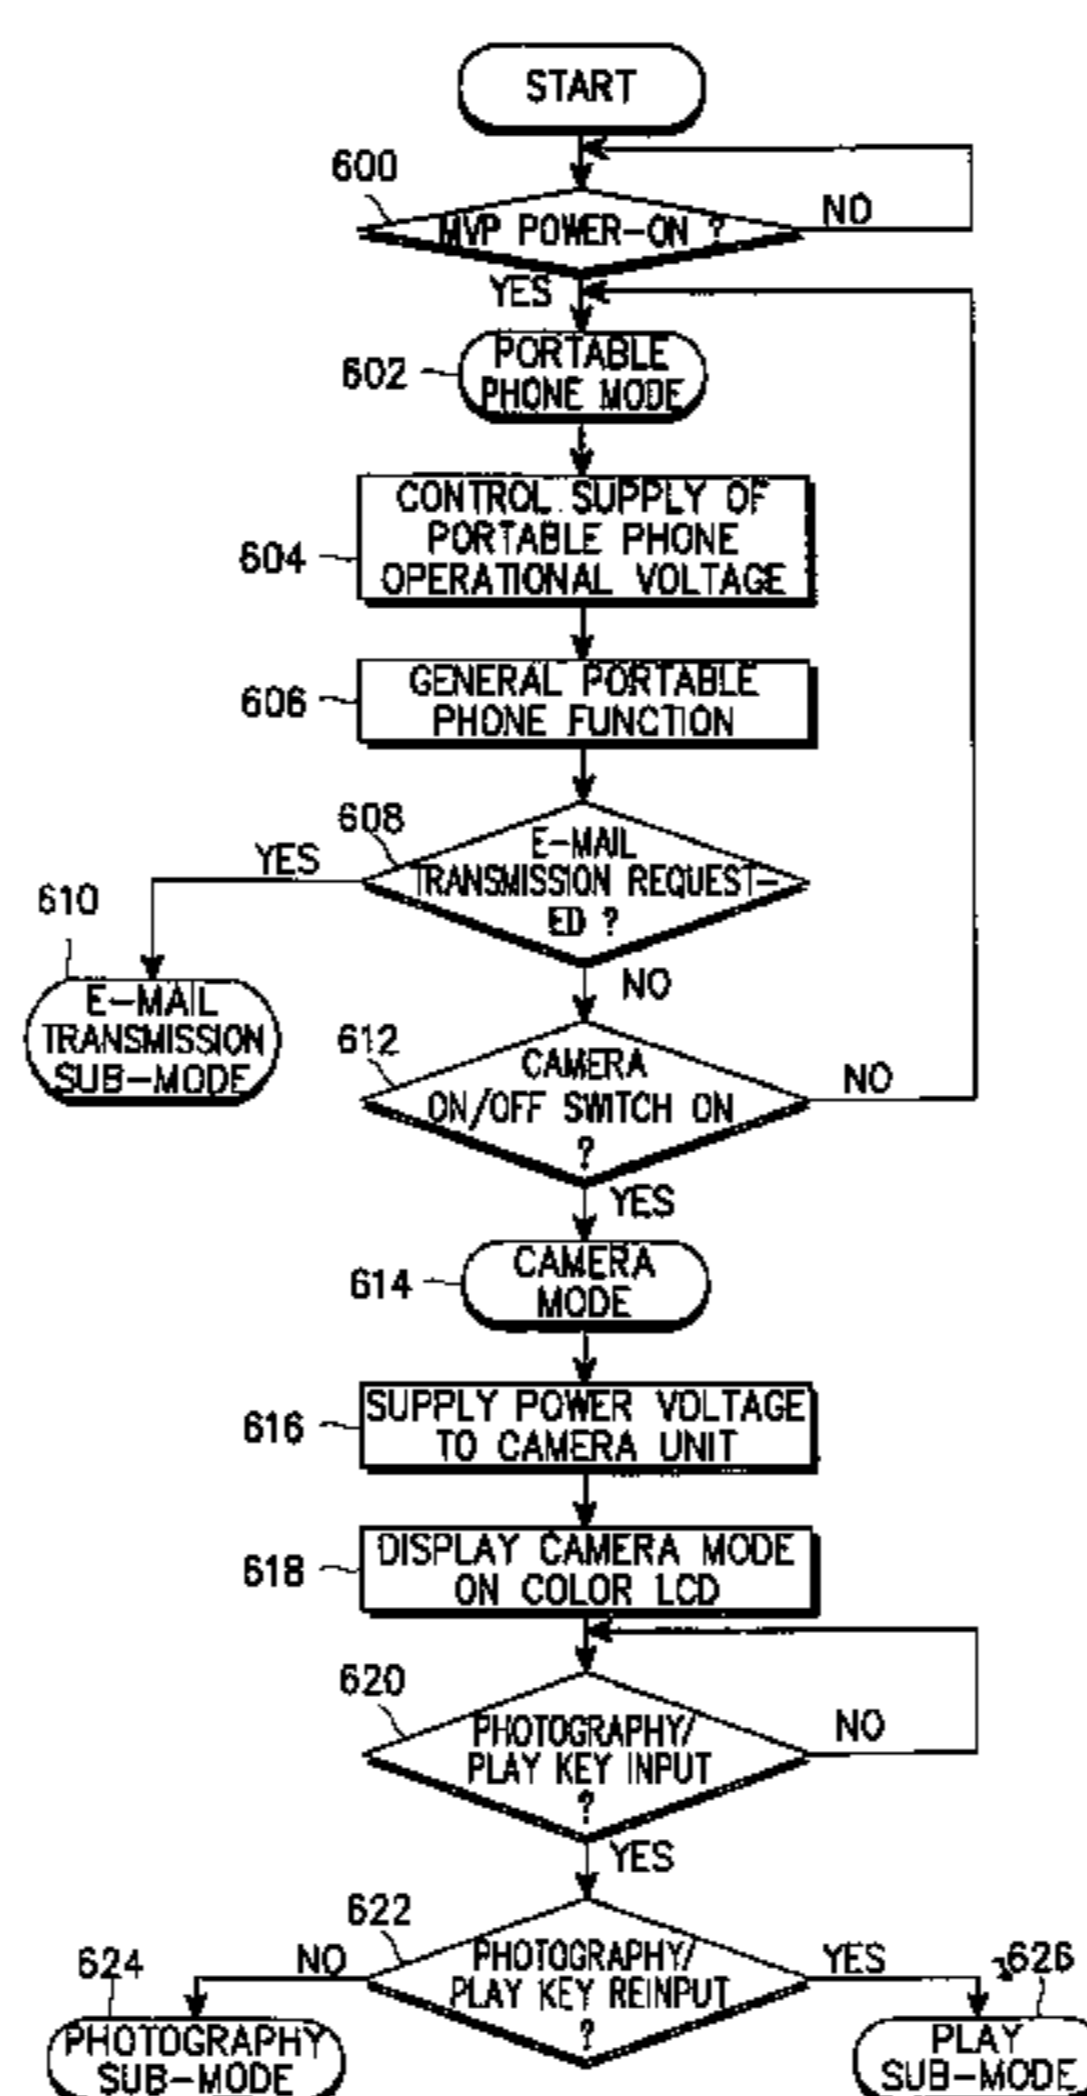 START
600
MVP POWER-ON ?
NO
YES
602
PORTABLE
PHONE MODE
CONTROL SUPPLY OF
PORTABLE PHONE
OPERATIONAL VOLTAGE
604
GENERAL PORTABLE
PHONE FUNCTION
606
608
E-MAIL
TRANSMISSION REQUEST-
ED ?
YES
610
E-MAIL
TRANSMISSION
SUB-MODE
NO
612
CAMERA
ON/OFF SWITCH ON
?
NO
YES
614
CAMERA
MODE
616
SUPPLY POWER VOLTAGE
TO CAMERA UNIT
618
DISPLAY CAMERA MODE
ON COLOR LCD
620
PHOTOGRAPHY/
PLAY KEY INPUT
?
NO
YES
622
PHOTOGRAPHY/
PLAY KEY REINPUT
?
NO
YES
624
PHOTOGRAPHY
SUB-MODE
626
PLAY
SUB-MODE